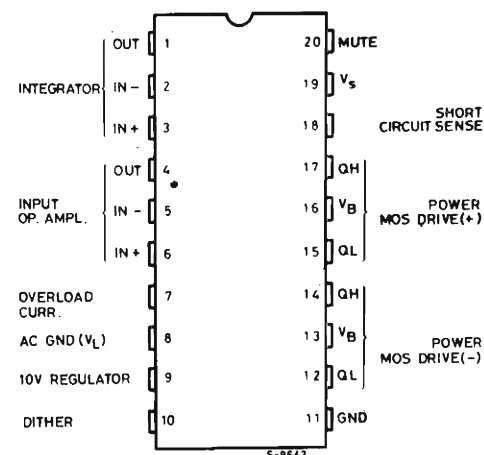 OUT 1
INTEGRATOR IN - 2
IN + 3
OUT 4
INPUT OP. AMPL. IN - 5
IN + 6
OVERLOAD CURR. 7
AC GND (VL) 8
10V REGULATOR 9
DITHER 10
20 MUTE
19 Vs
18 SHORT CIRCUIT SENSE
17 QH
16 VB POWER MOS DRIVE(+)
15 QL
14 QH
13 VB POWER MOS DRIVE(-)
12 QL
11 GND